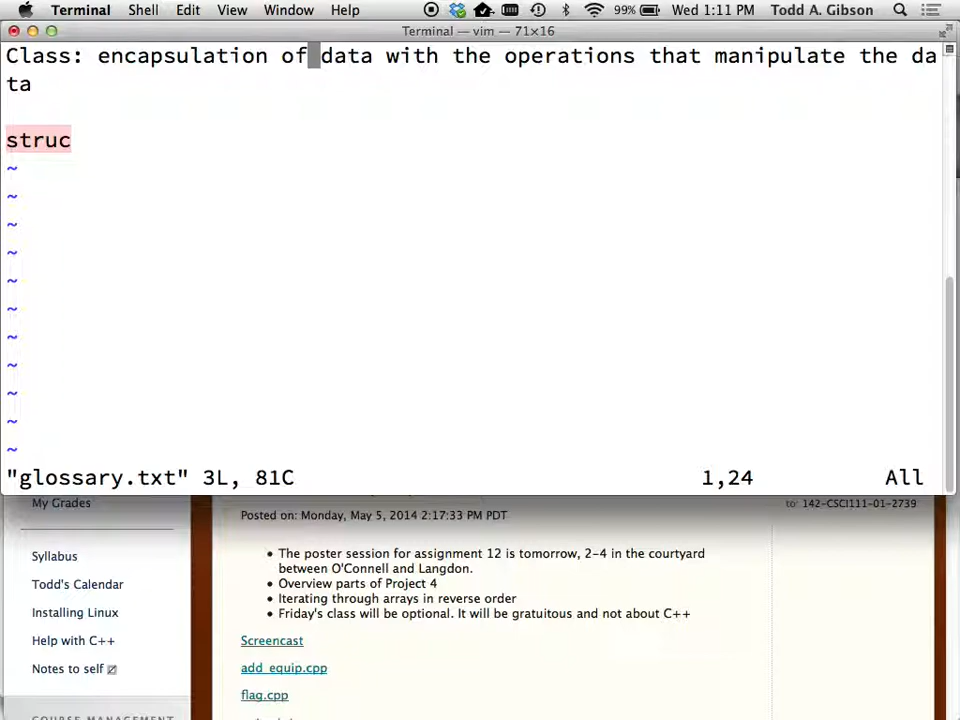 Terminal Shell Edit View Window Help 99% Wed 1:11 PM Todd A. Gibson
Terminal — vim — 71×16
Class: encapsulation of data with the operations that manipulate the da
ta
struc
~
~
~
~
~
~
~
~
~
~
~
"glossary.txt" 3L, 81C 1,24 All
My Grades
to: 142-CSCI111-01-2739
Posted on: Monday, May 5, 2014 2:17:33 PM PDT
Syllabus
Todd's Calendar
Installing Linux
Help with C++
Notes to self
• The poster session for assignment 12 is tomorrow, 2-4 in the courtyard
between O'Connell and Langdon.
• Overview parts of Project 4
• Iterating through arrays in reverse order
• Friday's class will be optional. It will be gratuitous and not about C++
Screencast
add_equip.cpp
flag.cpp
COURSE MANAGEMENT